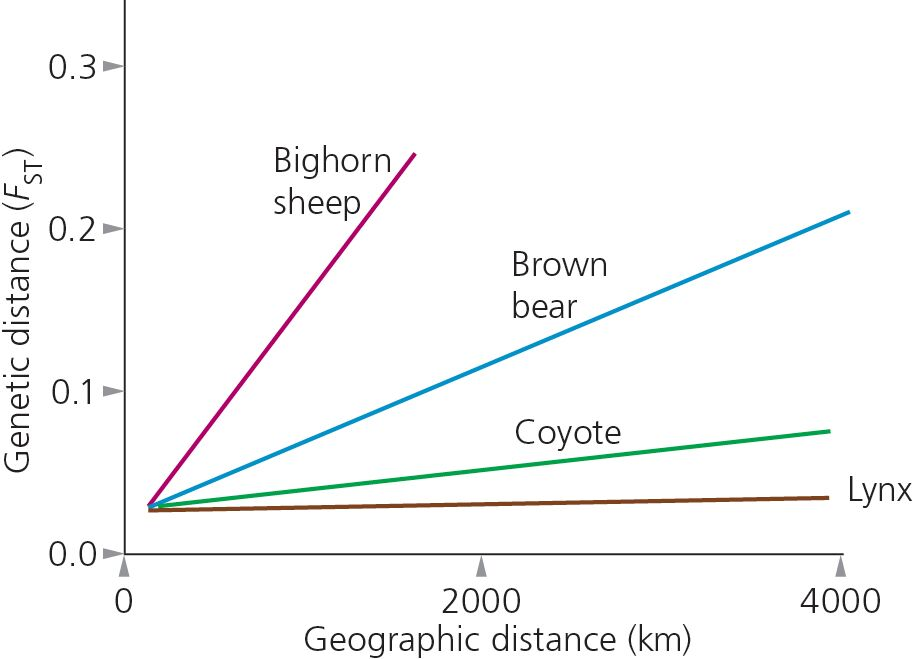 Genetic distance (FST)
0.3
0.2
0.1
0.0
Bighorn
sheep
Brown
bear
Coyote
Lynx
0
2000
4000
Geographic distance (km)